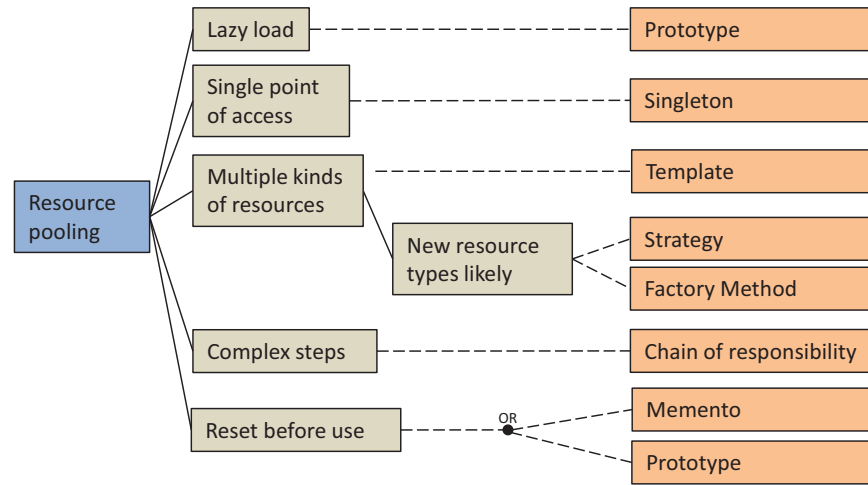 Lazy load
Prototype
Single point
of access
Singleton
Multiple kinds
of resources
Template
Resource
pooling
New resource
types likely
Strategy
Factory Method
Complex steps
Chain of responsibility
Reset before use
OR
Memento
Prototype